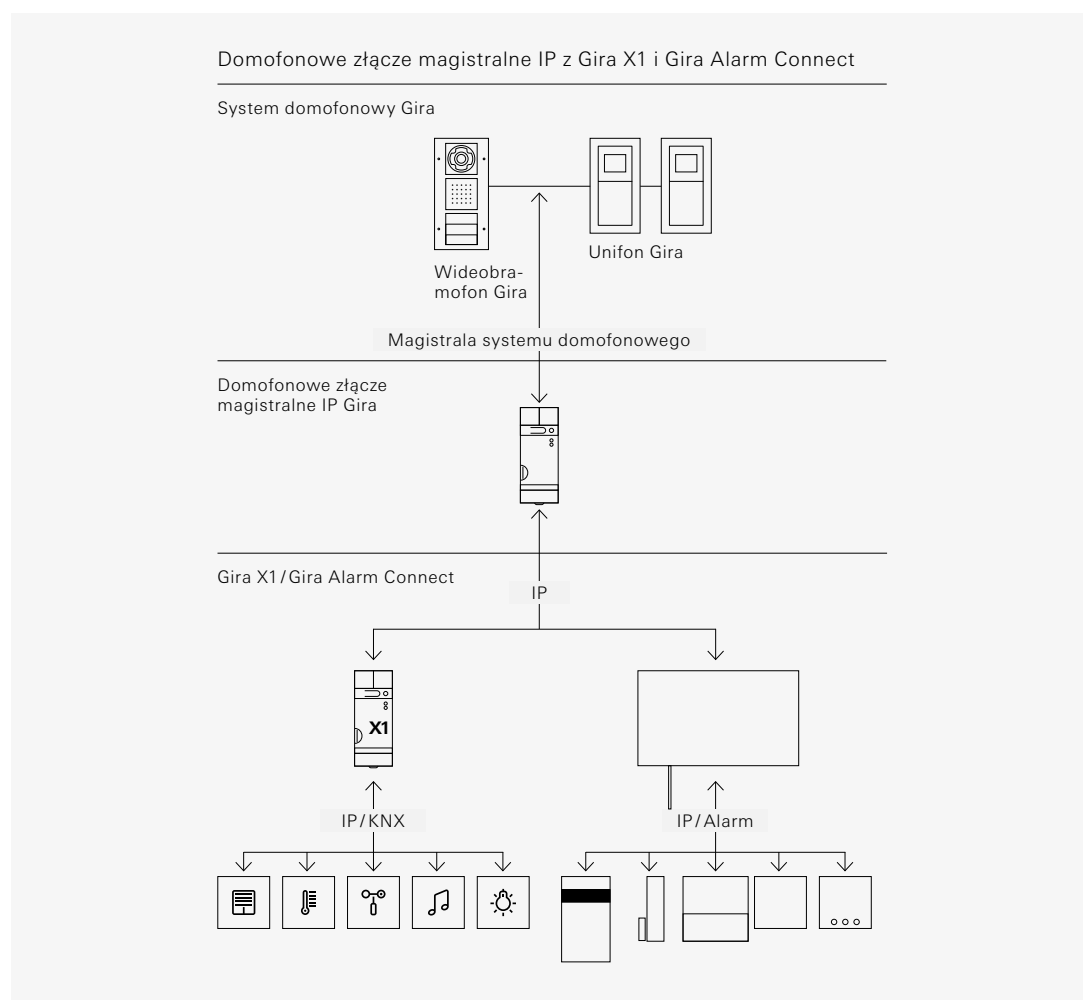 Domofonowe złącze magistralne IP z Gira X1 i Gira Alarm Connect
System domofonowy Gira
Unifon Gira
Wideobra-
mofon Gira
Magistrala systemu domofonowego
Domofonowe złącze
magistralne IP Gira
Gira X1/Gira Alarm Connect
IP
X1
IP/KNX
IP/Alarm